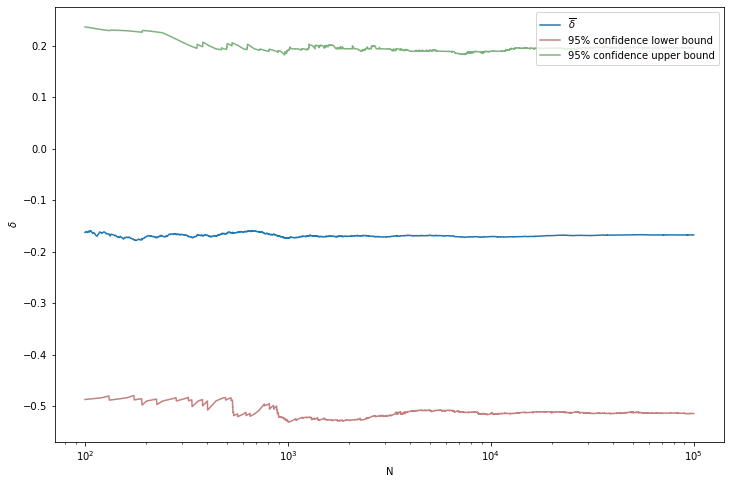 δ̅
95% confidence lower bound
95% confidence upper bound
0.2
0.1
0.0
−0.1
−0.2
−0.3
−0.4
−0.5
δ
10²
10³
10⁴
10⁵
N